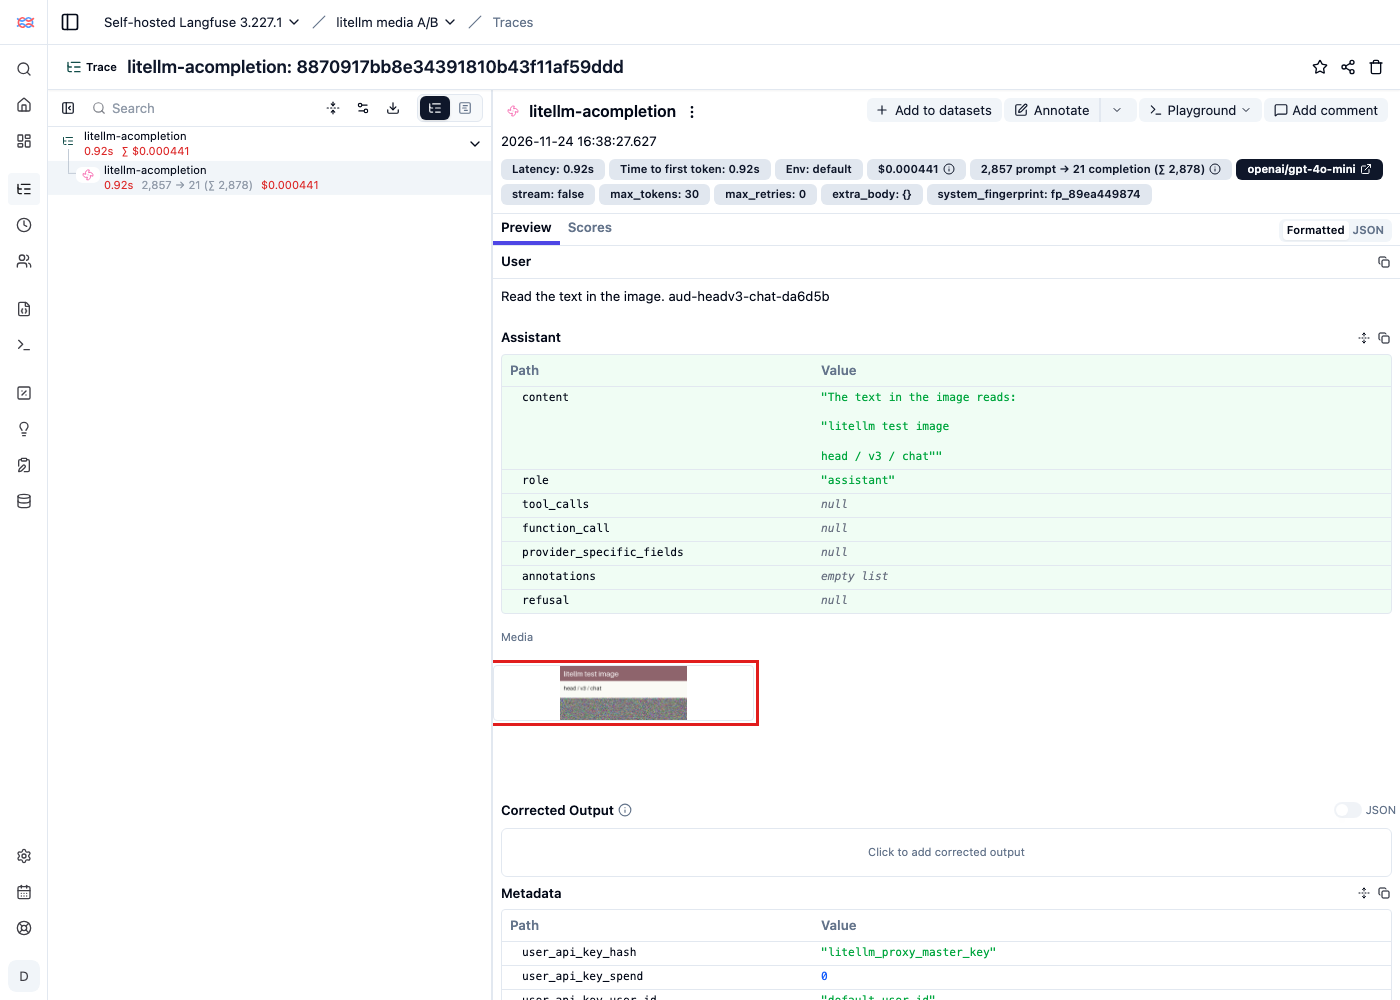 Self-hosted Langfuse 3.227.1 / litellm media A/B / Traces
Trace litellm-acompletion: 8870917bb8e34391810b43f11af59ddd
Search
litellm-acompletion
0.92s ∑ $0.000441
litellm-acompletion
0.92s 2,857 → 21 (∑ 2,878) $0.000441
litellm-acompletion
Add to datasets
Annotate
Playground
Add comment
2026-11-24 16:38:27.627
Latency: 0.92s Time to first token: 0.92s Env: default $0.000441 2,857 prompt → 21 completion (∑ 2,878) openai/gpt-4o-mini
stream: false max_tokens: 30 max_retries: 0 extra_body: {} system_fingerprint: fp_89ea449874
Preview Scores Formatted JSON
User
Read the text in the image. aud-headv3-chat-da6d5b
Assistant
Path Value
content "The text in the image reads:
"litellm test image
head / v3 / chat""
role "assistant"
tool_calls null
function_call null
provider_specific_fields null
annotations empty list
refusal null
Media
litellm test image
head / v3 / chat
Corrected Output JSON
Click to add corrected output
Metadata
Path Value
user_api_key_hash "litellm_proxy_master_key"
user_api_key_spend 0
user_api_key_user_id "default_user_id"
D